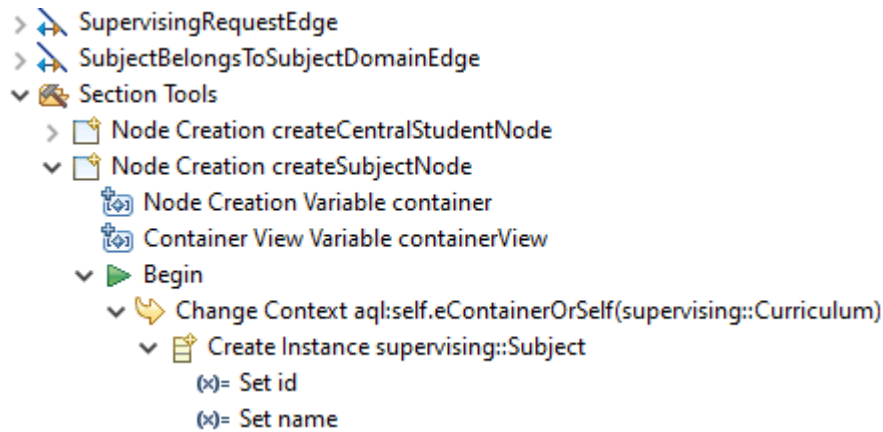 SupervisingRequestEdge
SubjectBelongsToSubjectDomainEdge
Section Tools
Node Creation createCentralStudentNode
Node Creation createSubjectNode
Node Creation Variable container
Container View Variable containerView
Begin
Change Context aql:self.eContainerOrSelf(supervising::Curriculum)
Create Instance supervising::Subject
(x)= Set id
(x)= Set name